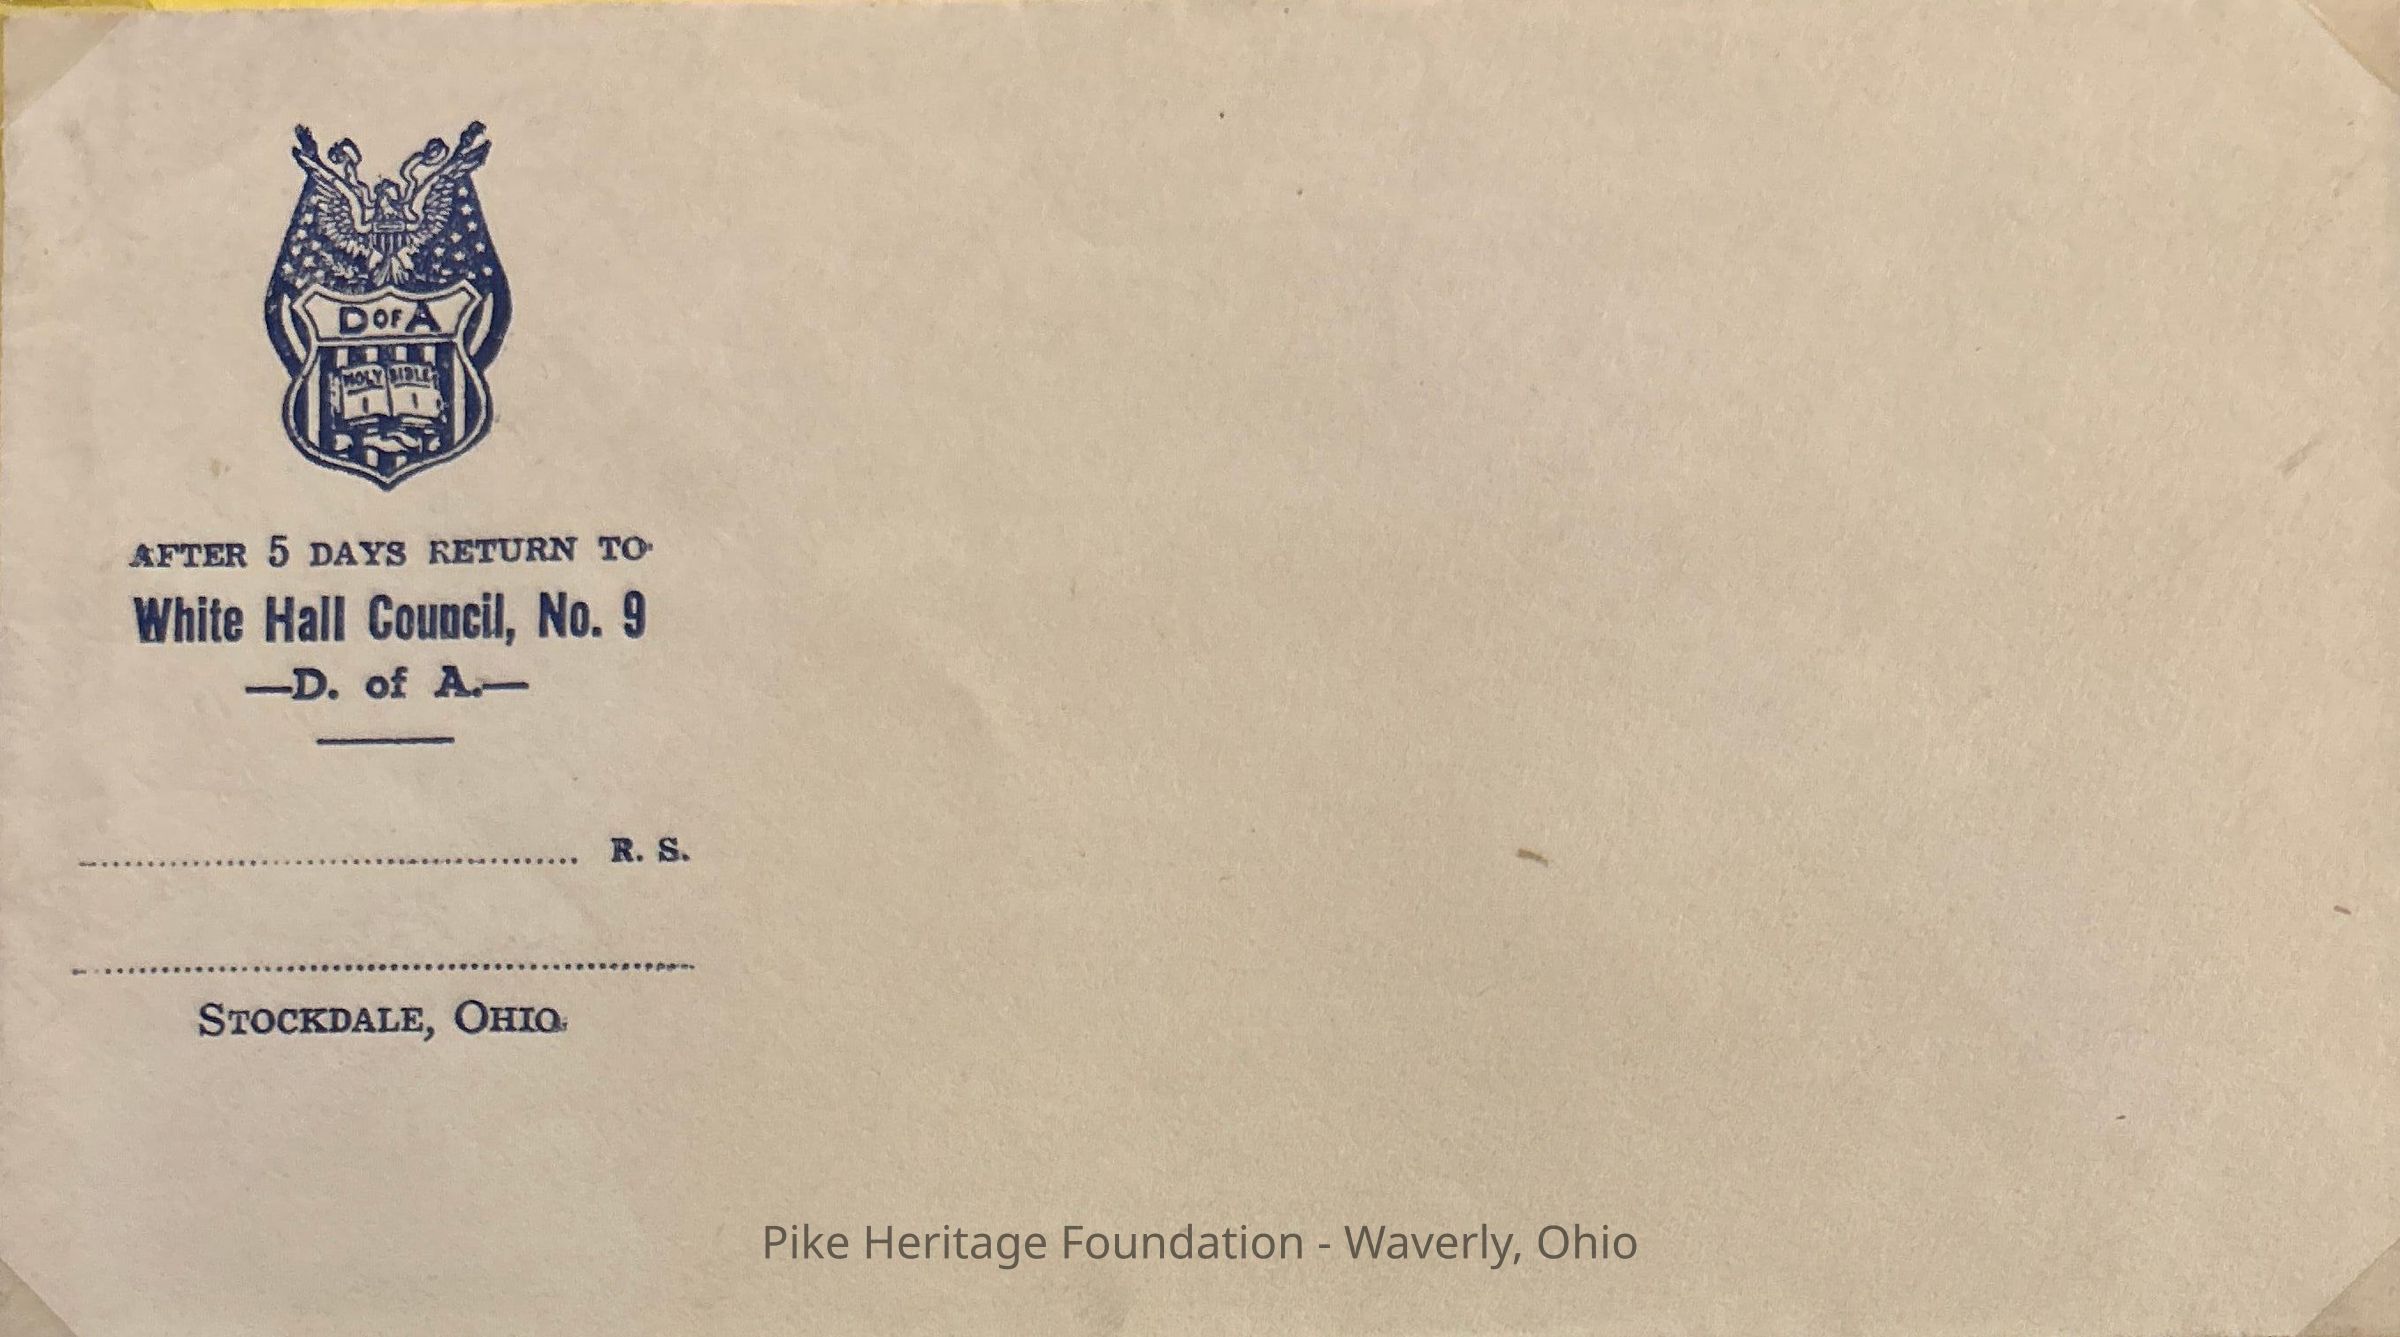 D OF A
HOLY BIBLE
AFTER 5 DAYS RETURN TO
White Hall Council, No. 9
—D. of A.—
R. S.
STOCKDALE, OHIO.
Pike Heritage Foundation - Waverly, Ohio